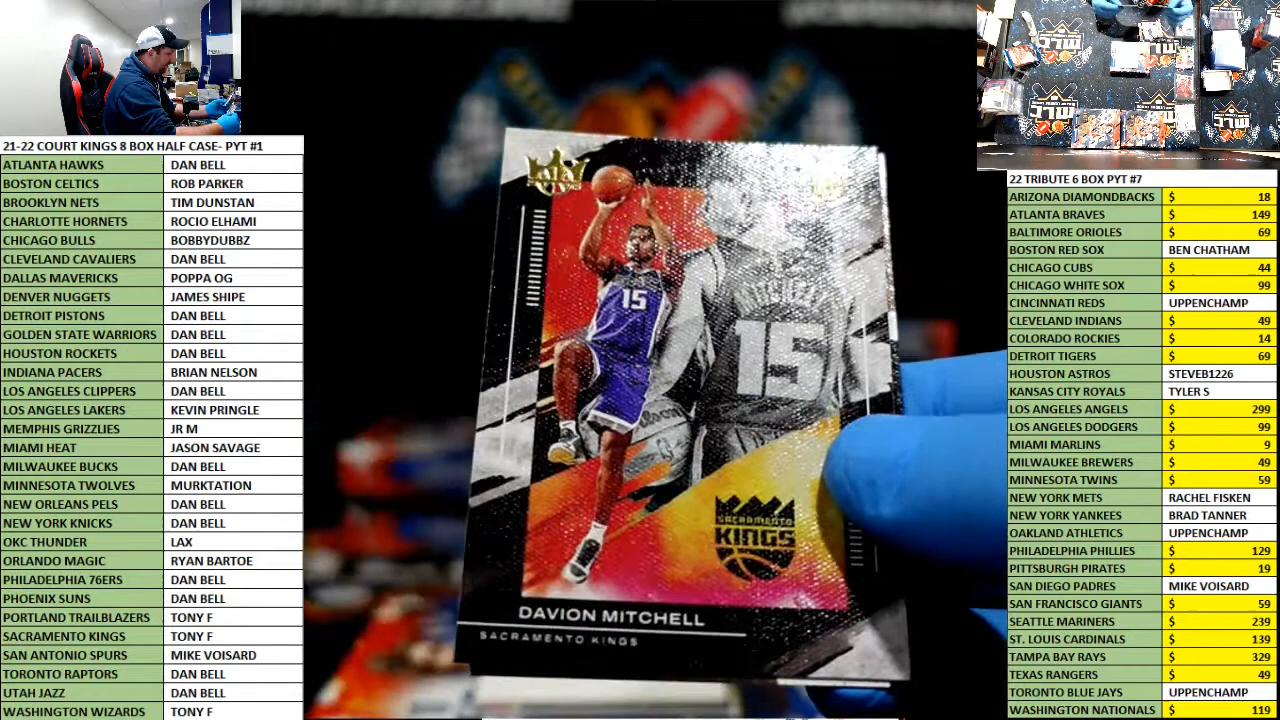 21-22 COURT KINGS 8 BOX HALF CASE- PYT #1
ATLANTA HAWKS DAN BELL
BOSTON CELTICS ROB PARKER
BROOKLYN NETS TIM DUNSTAN
CHARLOTTE HORNETS ROCIO ELHAMI
CHICAGO BULLS BOBBYDUBBZ
CLEVELAND CAVALIERS DAN BELL
DALLAS MAVERICKS POPPA OG
DENVER NUGGETS JAMES SHIPE
DETROIT PISTONS DAN BELL
GOLDEN STATE WARRIORS DAN BELL
HOUSTON ROCKETS DAN BELL
INDIANA PACERS BRIAN NELSON
LOS ANGELES CLIPPERS DAN BELL
LOS ANGELES LAKERS KEVIN PRINGLE
MEMPHIS GRIZZLIES JR M
MIAMI HEAT JASON SAVAGE
MILWAUKEE BUCKS DAN BELL
MINNESOTA TWOLVES MURKTATION
NEW ORLEANS PELS DAN BELL
NEW YORK KNICKS DAN BELL
OKC THUNDER LAX
ORLANDO MAGIC RYAN BARTOE
PHILADELPHIA 76ERS DAN BELL
PHOENIX SUNS DAN BELL
PORTLAND TRAILBLAZERS TONY F
SACRAMENTO KINGS TONY F
SAN ANTONIO SPURS MIKE VOISARD
TORONTO RAPTORS DAN BELL
UTAH JAZZ DAN BELL
WASHINGTON WIZARDS TONY F
15
MITCHELL
15
SACRAMENTO
KINGS
DAVION MITCHELL
SACRAMENTO KINGS
22 TRIBUTE 6 BOX PYT #7
ARIZONA DIAMONDBACKS $ 18
ATLANTA BRAVES $ 149
BALTIMORE ORIOLES $ 69
BOSTON RED SOX BEN CHATHAM
CHICAGO CUBS $ 44
CHICAGO WHITE SOX $ 99
CINCINNATI REDS UPPENCHAMP
CLEVELAND INDIANS $ 49
COLORADO ROCKIES $ 14
DETROIT TIGERS $ 69
HOUSTON ASTROS STEVEB1226
KANSAS CITY ROYALS TYLER S
LOS ANGELES ANGELS $ 299
LOS ANGELES DODGERS $ 99
MIAMI MARLINS $ 9
MILWAUKEE BREWERS $ 49
MINNESOTA TWINS $ 59
NEW YORK METS RACHEL FISKEN
NEW YORK YANKEES BRAD TANNER
OAKLAND ATHLETICS UPPENCHAMP
PHILADELPHIA PHILLIES $ 129
PITTSBURGH PIRATES $ 19
SAN DIEGO PADRES MIKE VOISARD
SAN FRANCISCO GIANTS $ 59
SEATTLE MARINERS $ 239
ST. LOUIS CARDINALS $ 139
TAMPA BAY RAYS $ 329
TEXAS RANGERS $ 49
TORONTO BLUE JAYS UPPENCHAMP
WASHINGTON NATIONALS $ 119